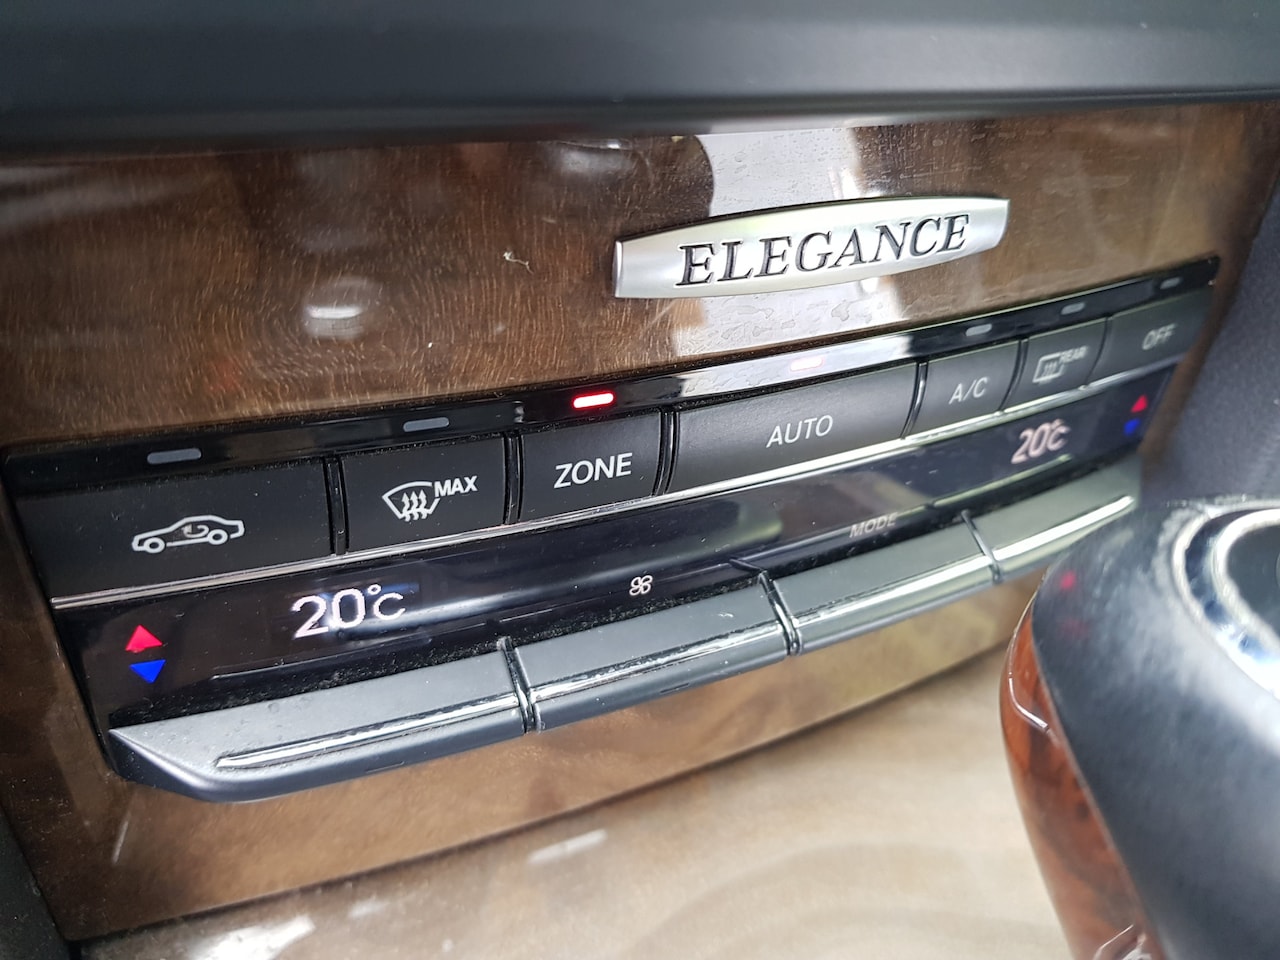 ELEGANCE
MAX
ZONE
AUTO
A/C
REAR
OFF
20°C
MODE
20°C